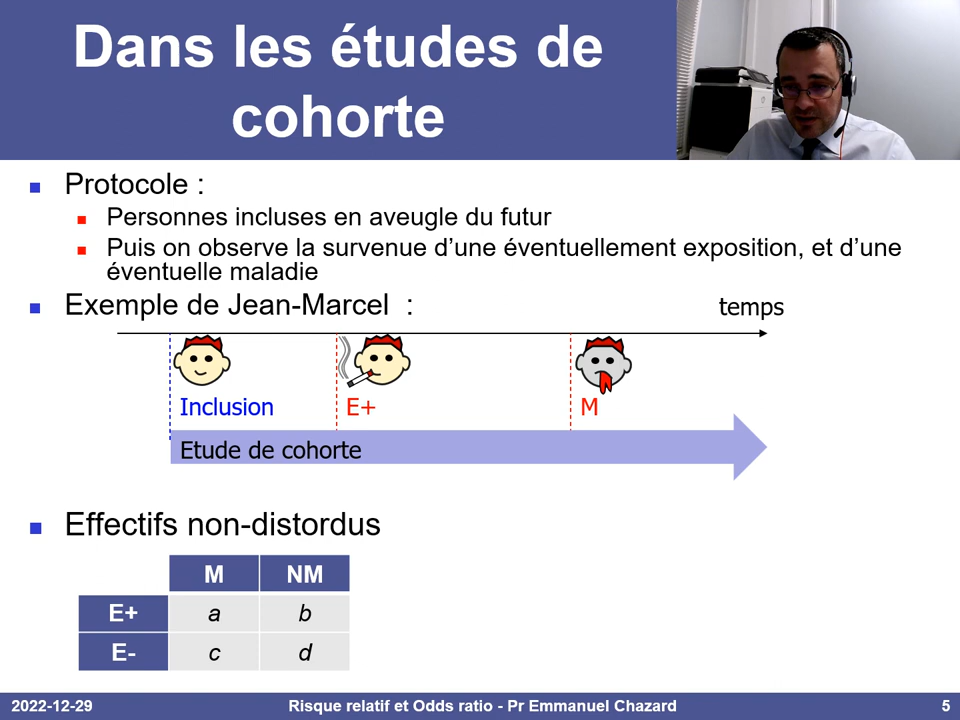 Dans les études de
cohorte
Protocole :
Personnes incluses en aveugle du futur
Puis on observe la survenue d'une éventuellement exposition, et d'une
éventuelle maladie
Exemple de Jean-Marcel :
temps
Inclusion E+ M
Etude de cohorte
Effectifs non-distordus
M NM
E+ a b
E- c d
2022-12-29 Risque relatif et Odds ratio - Pr Emmanuel Chazard 5